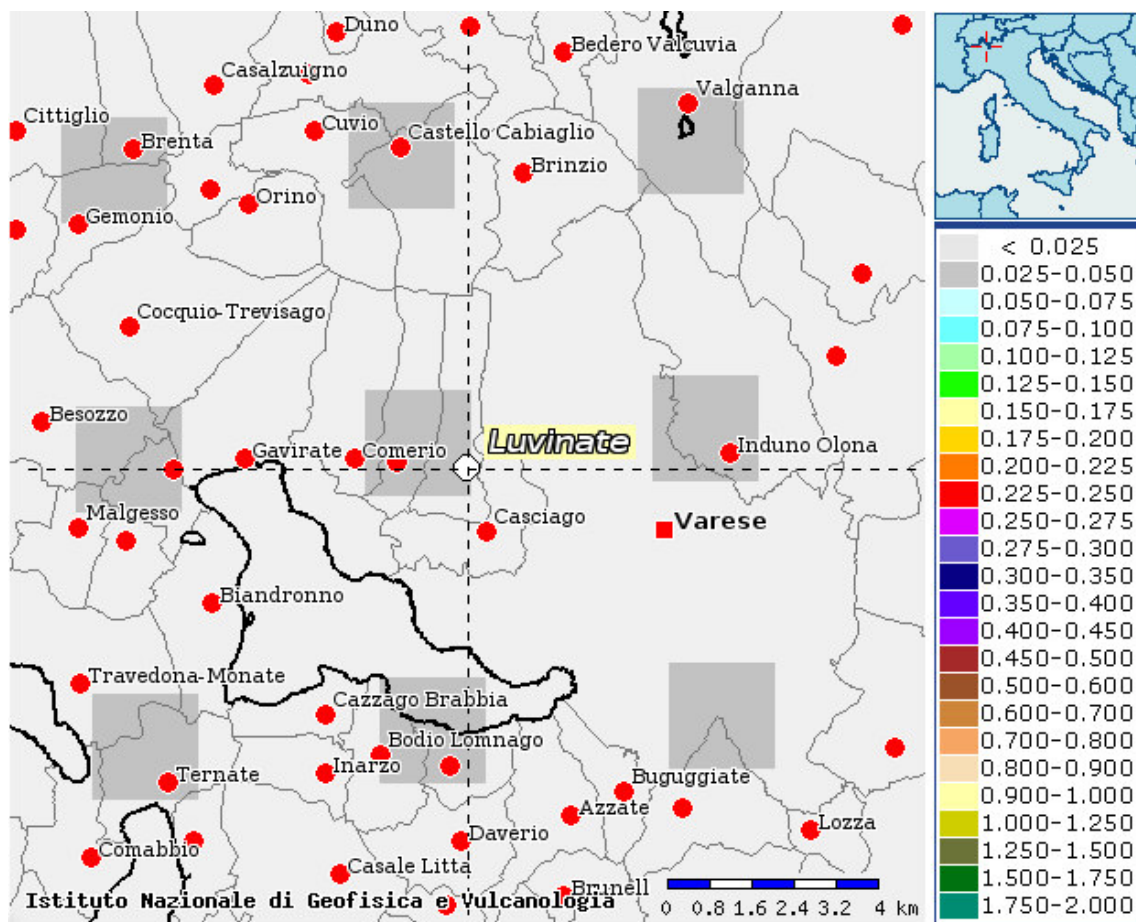 Duno
Bedero Valcuvia
Casalzuigno
Valganna
Cittiglio
Cuvio
Castello Cabiaglio
Brenta
Brinzio
Orino
Gemonio
Cocquio-Trevisago
Besozzo
Luvinate
Gavirate
Comerio
Induno Olona
Malgesso
Casciago
Varese
Biandronno
Travedona-Monate
Cazzago Brabbia
Bodio Lomnago
Ternate
Inarzo
Buguggiate
Azzate
Daverio
Lozza
Comabbio
Casale Litta
Brunell
Istituto Nazionale di Geofisica e Vulcanologia
0 0.8 1.6 2.4 3.2 4 km
< 0.025
0.025-0.050
0.050-0.075
0.075-0.100
0.100-0.125
0.125-0.150
0.150-0.175
0.175-0.200
0.200-0.225
0.225-0.250
0.250-0.275
0.275-0.300
0.300-0.350
0.350-0.400
0.400-0.450
0.450-0.500
0.500-0.600
0.600-0.700
0.700-0.800
0.800-0.900
0.900-1.000
1.000-1.250
1.250-1.500
1.500-1.750
1.750-2.000